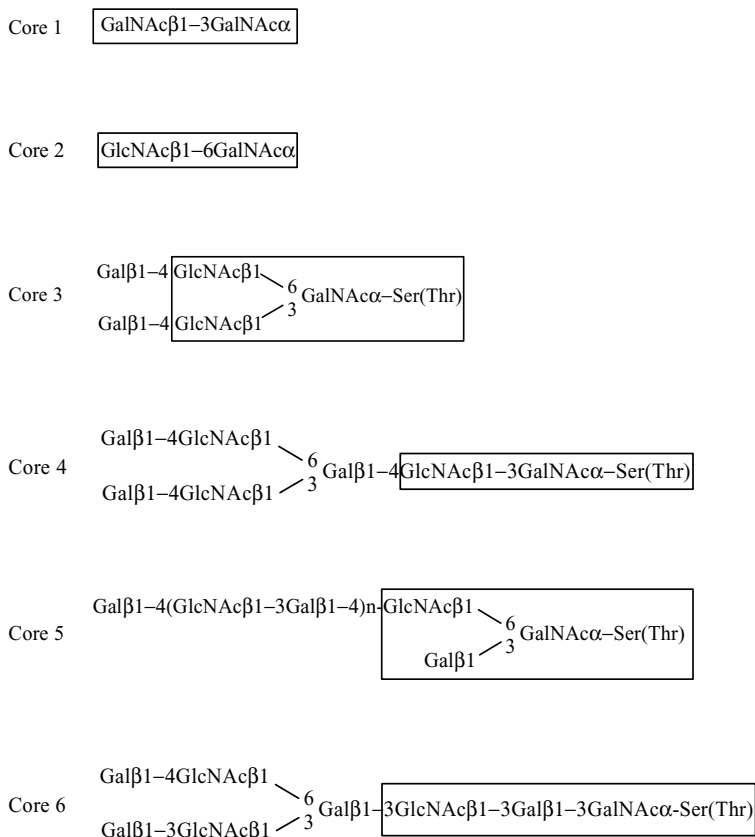 Core 1 GalNAcβ1–3GalNAcα
Core 2 GlcNAcβ1–6GalNAcα
Galβ1–4 GlcNAcβ1
Core 3 6 GalNAcα–Ser(Thr)
3
Galβ1–4 GlcNAcβ1
Galβ1–4GlcNAcβ1
Core 4 6 Galβ1–4 GlcNAcβ1–3GalNAcα–Ser(Thr)
3
Galβ1–4GlcNAcβ1
Galβ1–4(GlcNAcβ1–3Galβ1–4)n-GlcNAcβ1
Core 5 6 GalNAcα–Ser(Thr)
3
Galβ1
Galβ1–4GlcNAcβ1
Core 6 6 Galβ1–3GlcNAcβ1–3Galβ1–3GalNAcα-Ser(Thr)
3
Galβ1–3GlcNAcβ1